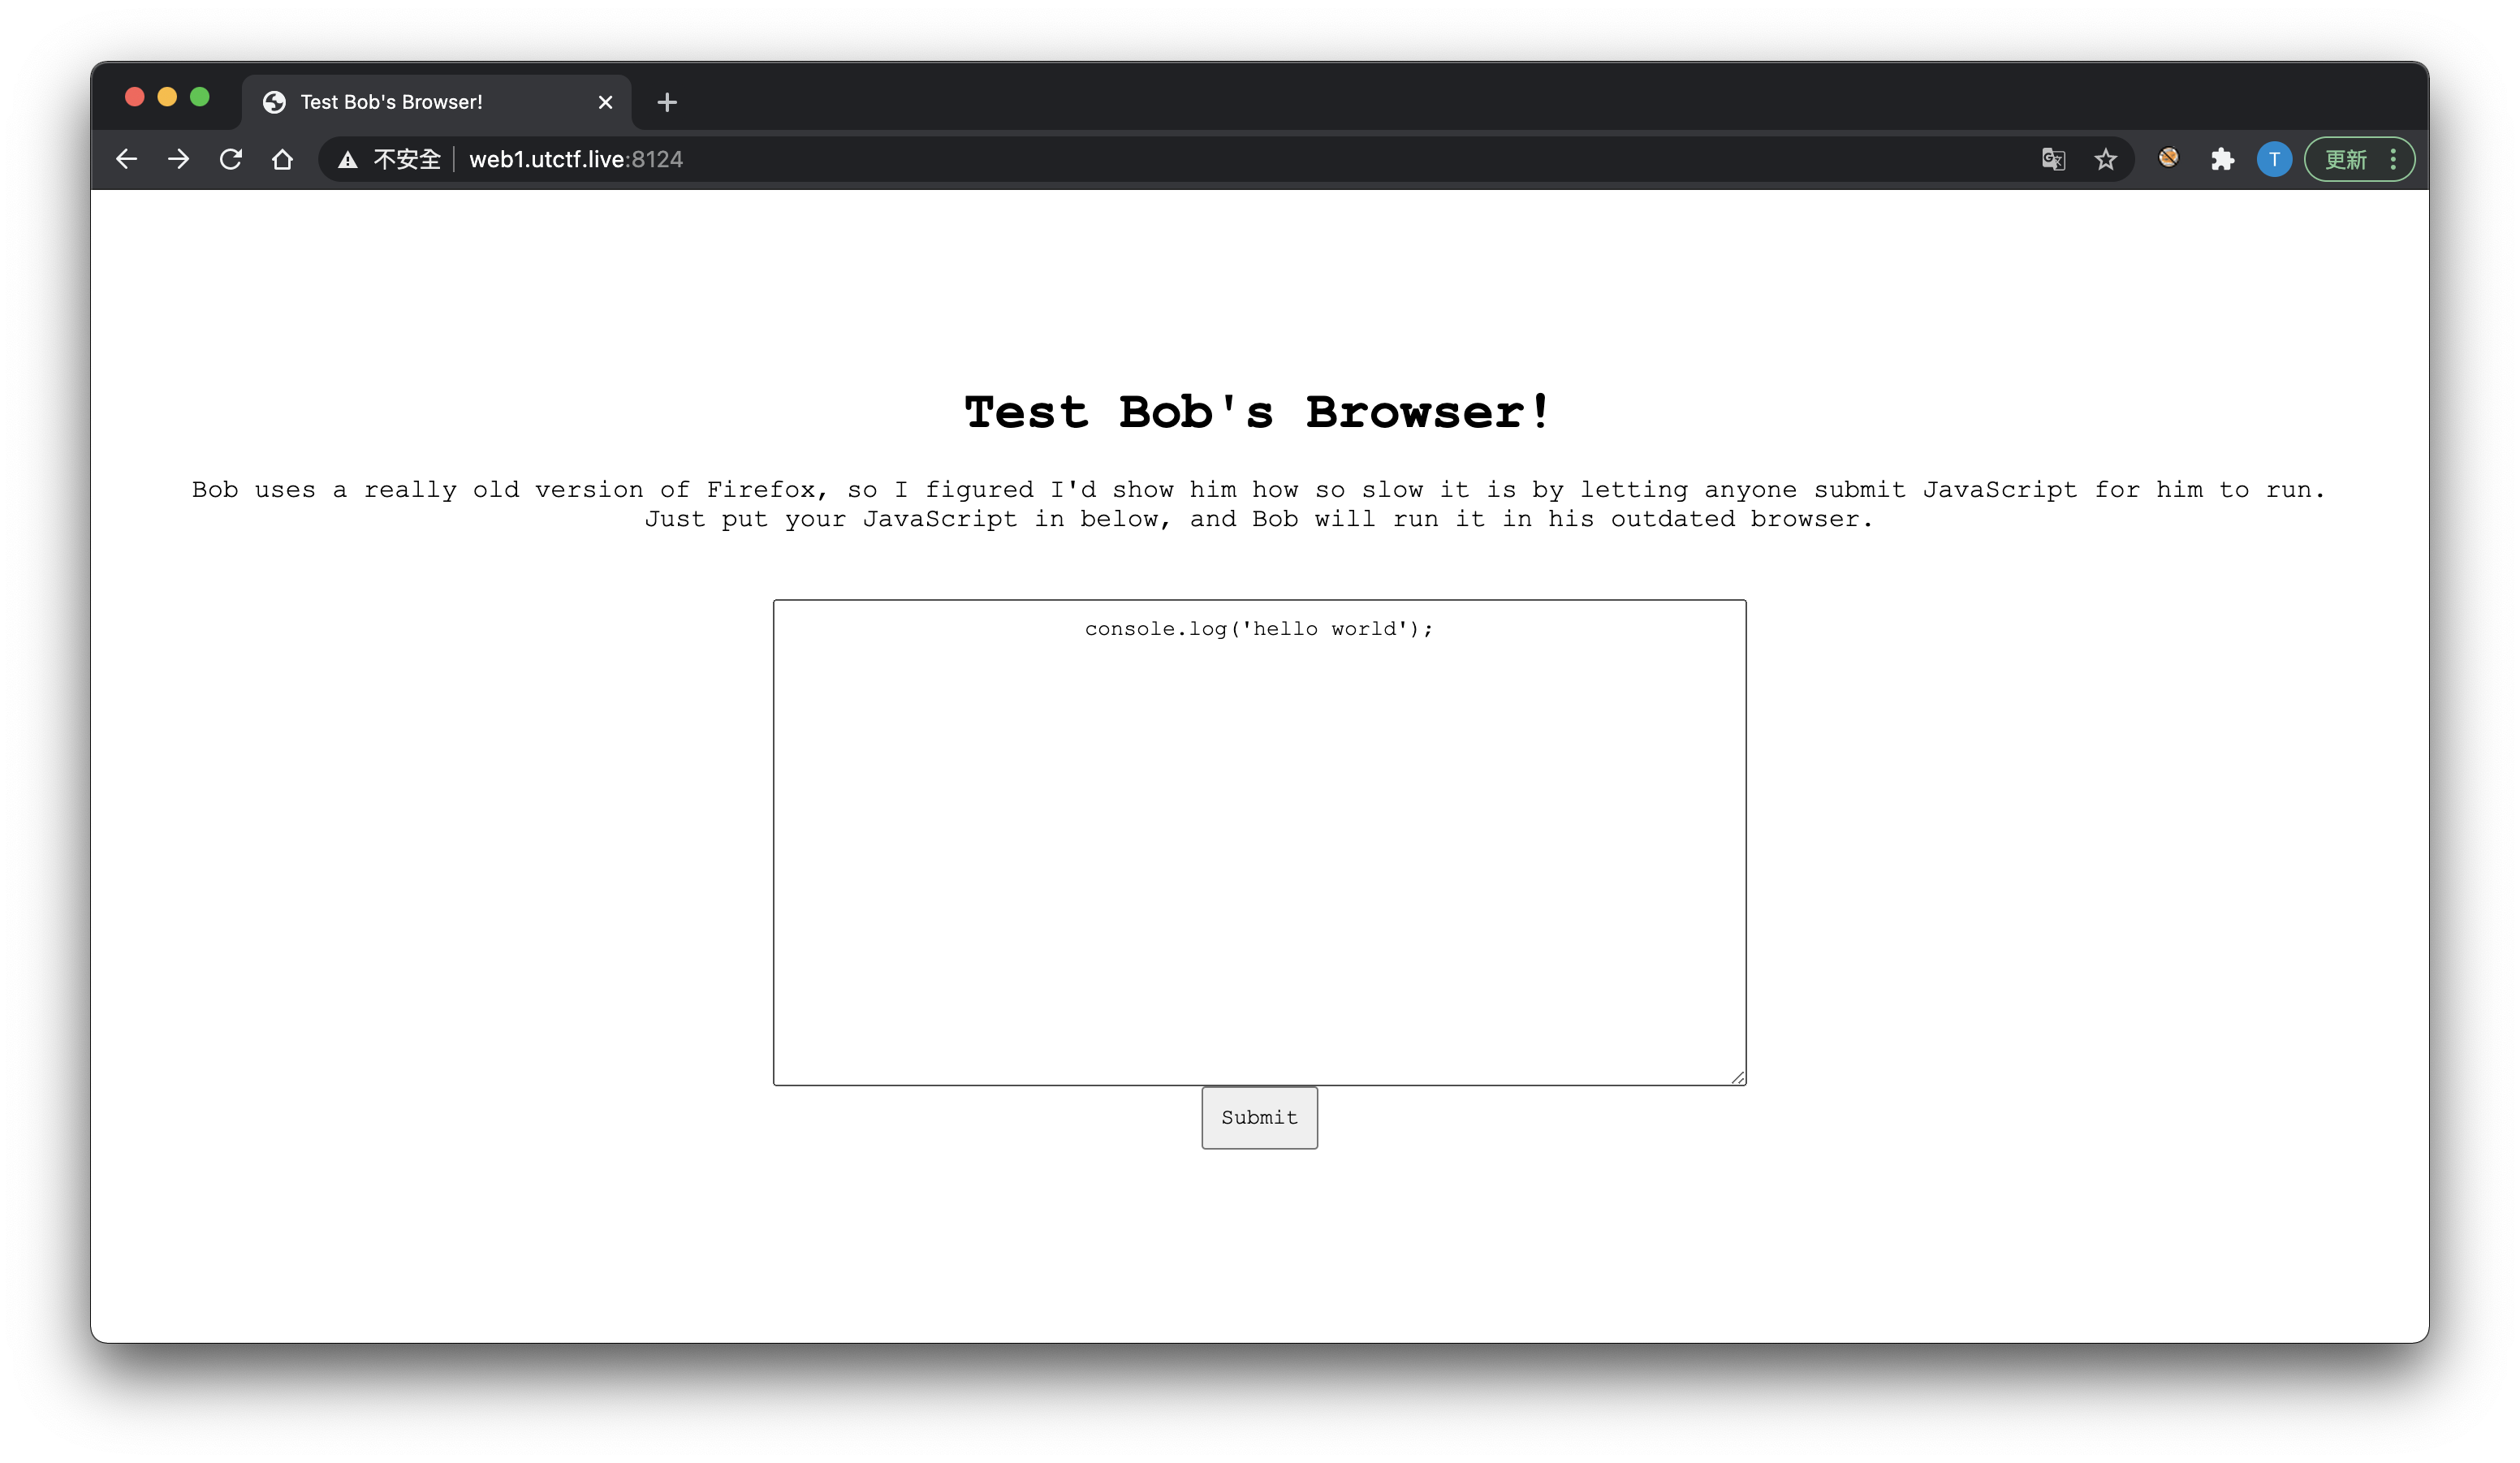 Test Bob's Browser!
不安全 web1.utctf.live:8124
T
更新
Test Bob's Browser!
Bob uses a really old version of Firefox, so I figured I'd show him how so slow it is by letting anyone submit JavaScript for him to run.
Just put your JavaScript in below, and Bob will run it in his outdated browser.
console.log('hello world');
Submit